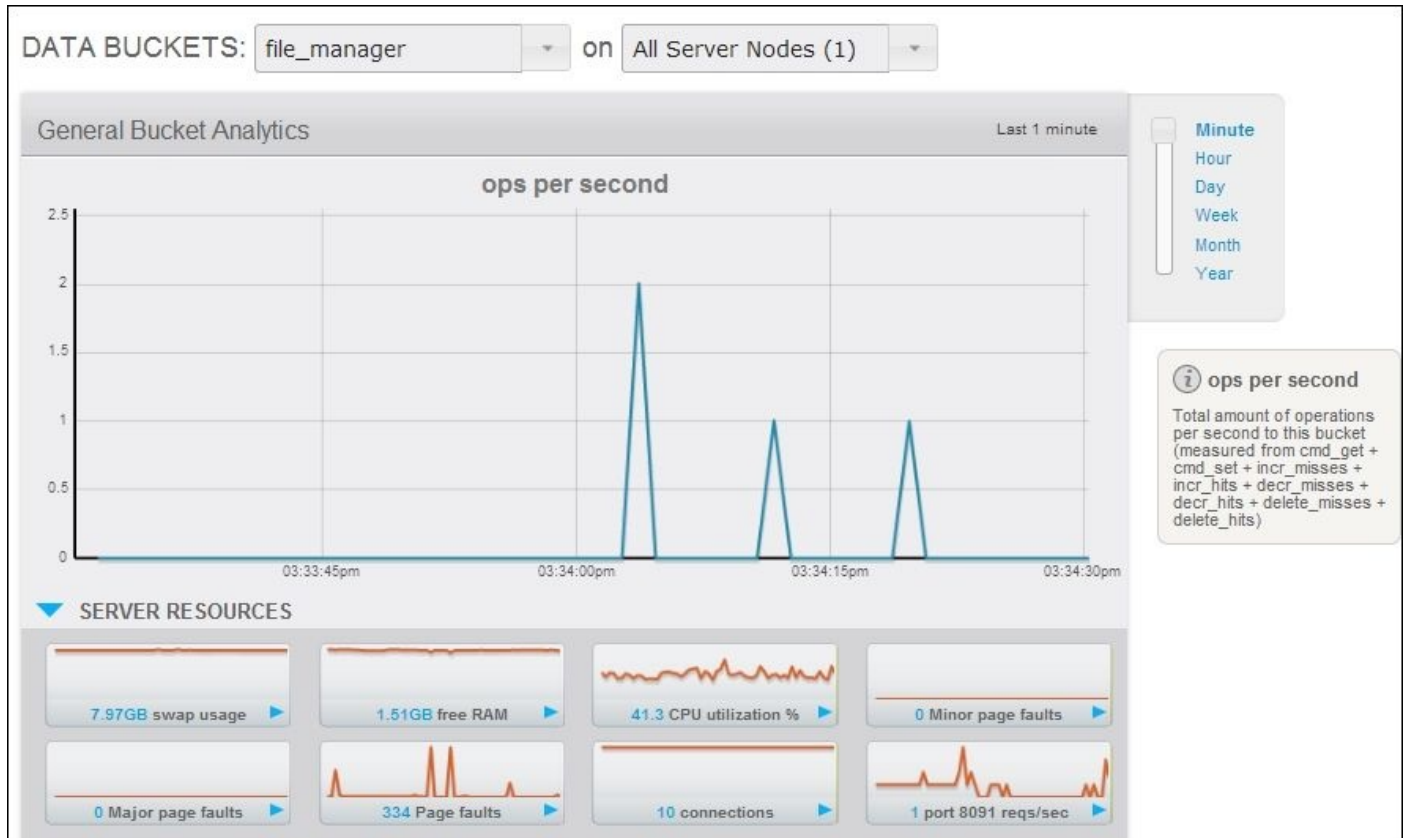 DATA BUCKETS: file_manager on All Server Nodes (1)
General Bucket Analytics
Last 1 minute
ops per second
2.5
2
1.5
1
0.5
0
03:33:45pm 03:34:00pm 03:34:15pm 03:34:30pm
Minute
Hour
Day
Week
Month
Year
i ops per second
Total amount of operations
per second to this bucket
(measured from cmd_get +
cmd_set + incr_misses +
incr_hits + decr_misses +
decr_hits + delete_misses +
delete_hits)
SERVER RESOURCES
7.97GB swap usage
1.51GB free RAM
41.3 CPU utilization %
0 Minor page faults
0 Major page faults
334 Page faults
10 connections
1 port 8091 reqs/sec